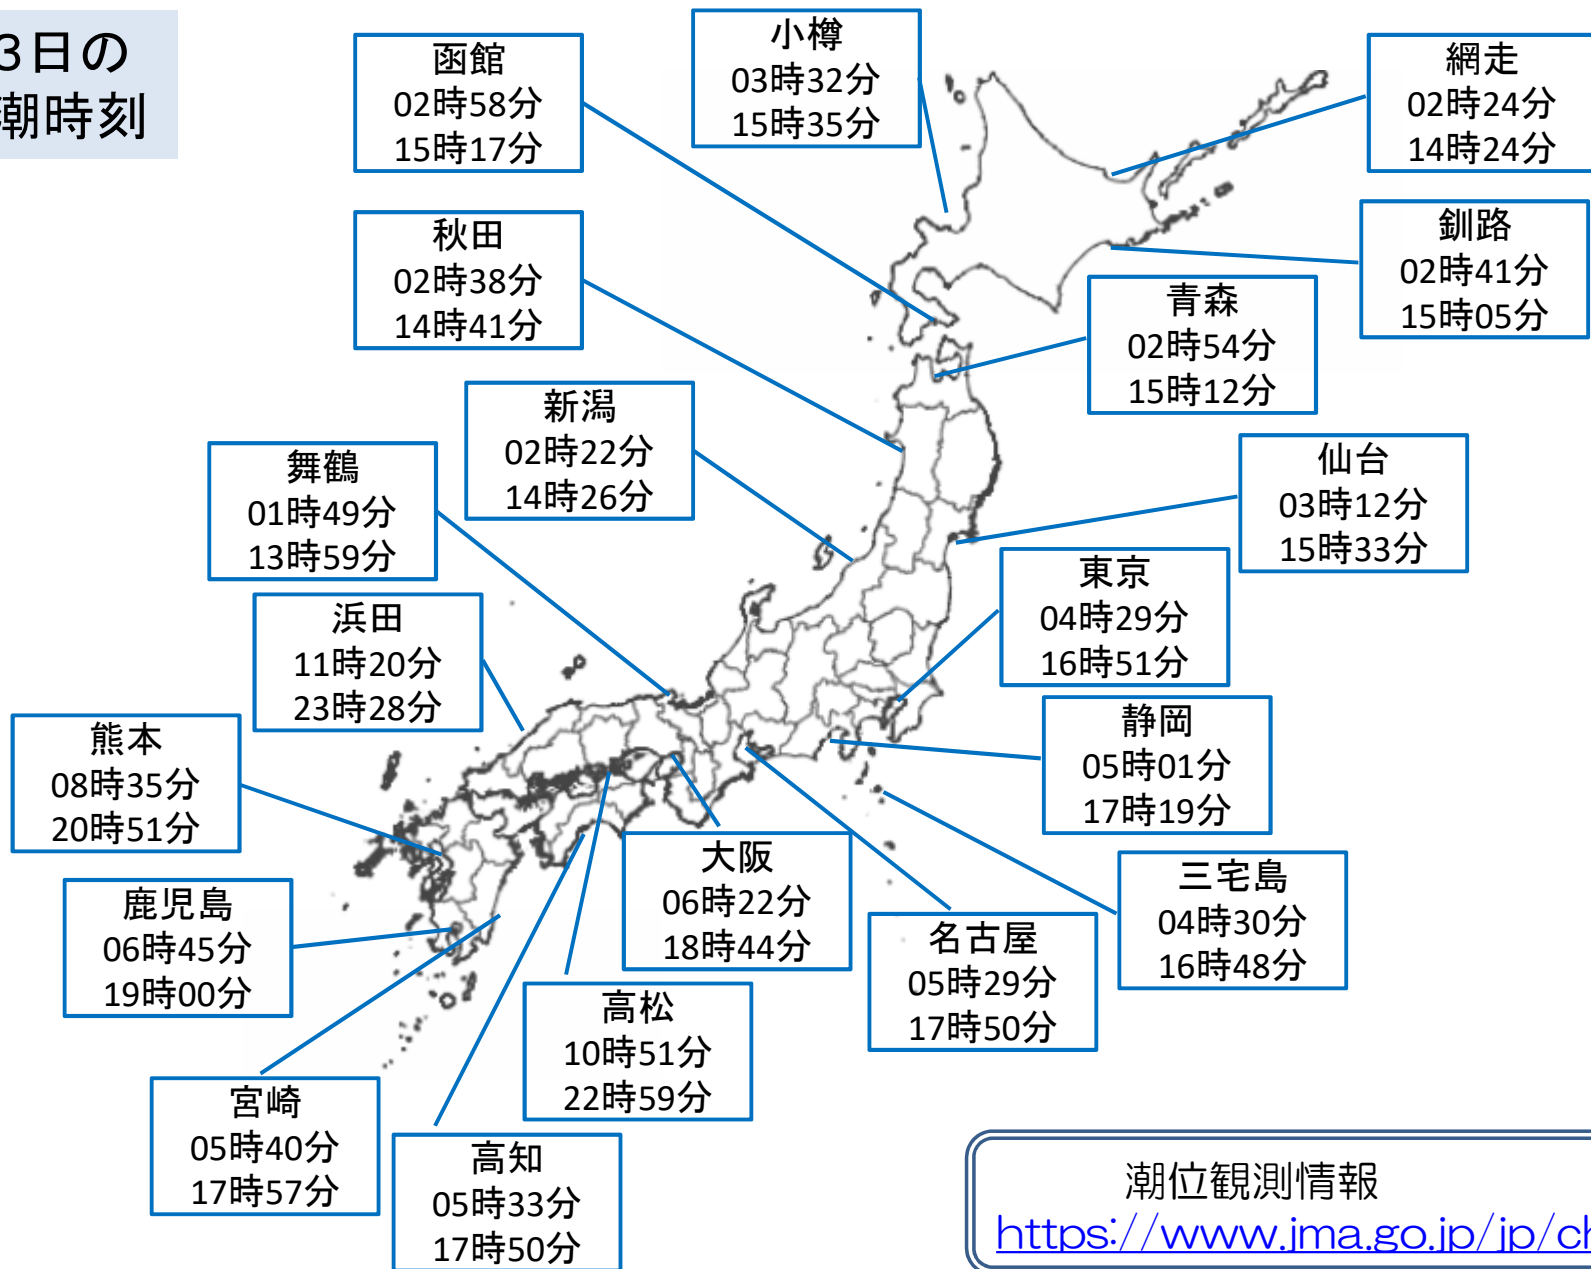 3日の
潮時刻
函館
02時58分
15時17分
小樽
03時32分
15時35分
網走
02時24分
14時24分
秋田
02時38分
14時41分
釧路
02時41分
15時05分
青森
02時54分
15時12分
新潟
02時22分
14時26分
舞鶴
01時49分
13時59分
仙台
03時12分
15時33分
東京
04時29分
16時51分
浜田
11時20分
23時28分
静岡
05時01分
17時19分
熊本
08時35分
20時51分
大阪
06時22分
18時44分
三宅島
04時30分
16時48分
鹿児島
06時45分
19時00分
名古屋
05時29分
17時50分
高松
10時51分
22時59分
宮崎
05時40分
17時57分
高知
05時33分
17時50分
潮位観測情報
https://www.jma.go.jp/jp/ch